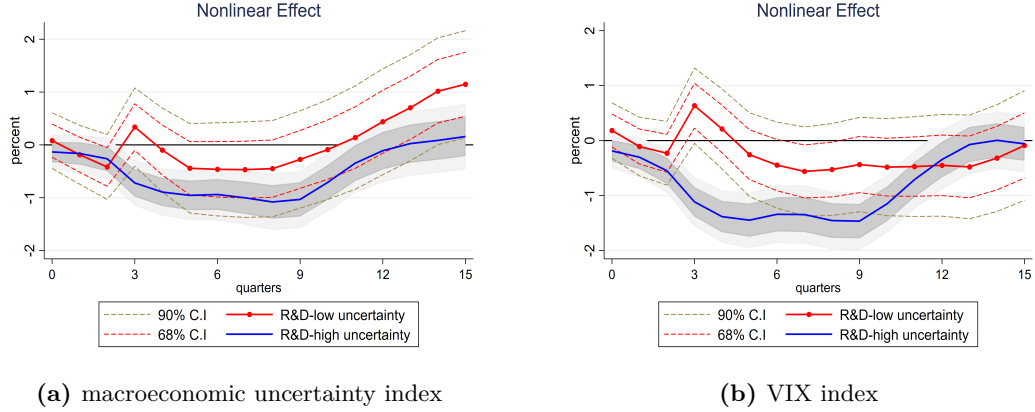 Nonlinear Effect
percent
2
1
0
-1
-2
0 3 6 9 12 15
quarters
90% C.I R&D-low uncertainty
68% C.I R&D-high uncertainty
(a) macroeconomic uncertainty index
Nonlinear Effect
percent
2
1
0
-1
-2
0 3 6 9 12 15
quarters
90% C.I R&D-low uncertainty
68% C.I R&D-high uncertainty
(b) VIX index